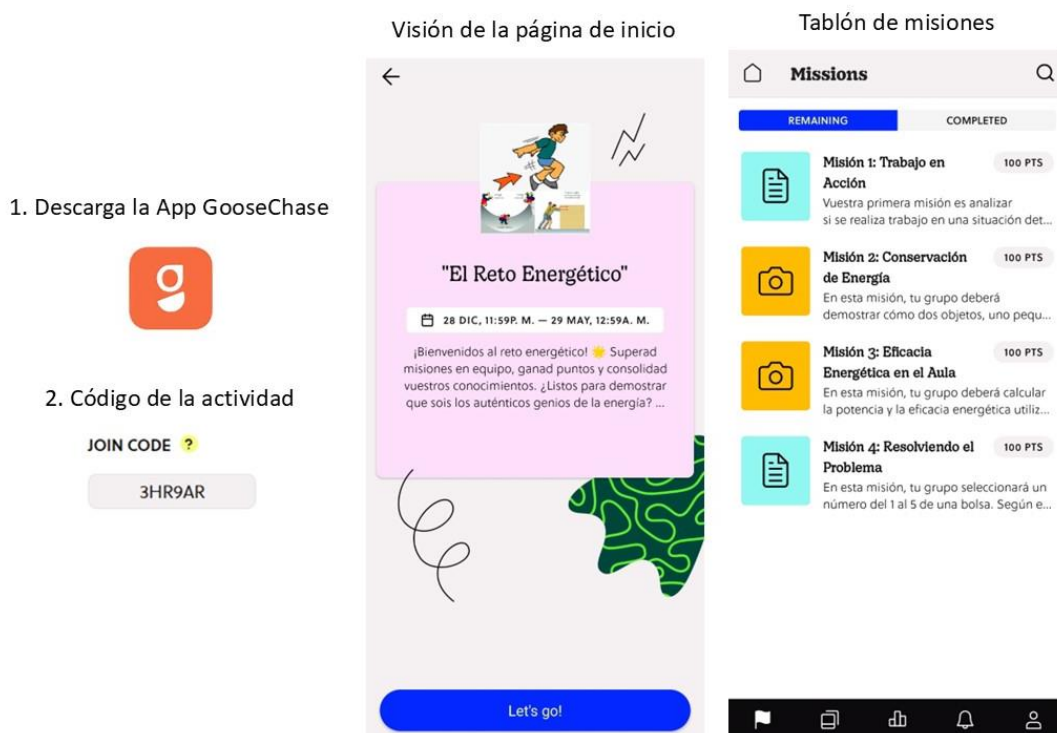 1. Descarga la App GooseChase
g
2. Código de la actividad
JOIN CODE ?
3HR9AR
Visión de la página de inicio
"El Reto Energético"
28 DIC, 11:59P. M. — 29 MAY, 12:59A. M.
¡Bienvenidos al reto energético! 🌟 Superad
misiones en equipo, ganad puntos y consolidad
vuestros conocimientos. ¿Listos para demostrar
que sois los auténticos genios de la energía? ...
Let's go!
Tablón de misiones
Missions
REMAINING
COMPLETED
Misión 1: Trabajo en
Acción
100 PTS
Vuestra primera misión es analizar
si se realiza trabajo en una situación det...
Misión 2: Conservación
de Energía
100 PTS
En esta misión, tu grupo deberá
demostrar cómo dos objetos, uno pequ...
Misión 3: Eficacia
Energética en el Aula
100 PTS
En esta misión, tu grupo deberá calcular
la potencia y la eficacia energética utiliz...
Misión 4: Resolviendo el
Problema
100 PTS
En esta misión, tu grupo seleccionará un
número del 1 al 5 de una bolsa. Según e...